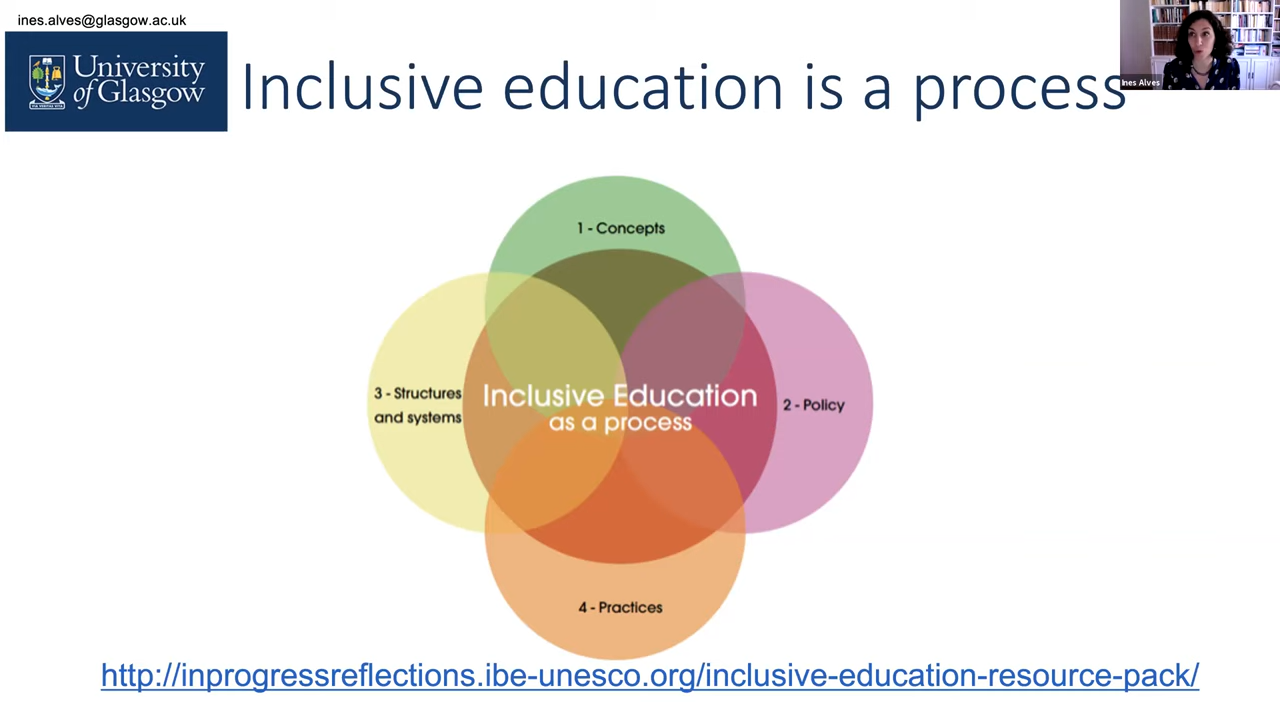 ines.alves@glasgow.ac.uk
University
of Glasgow
Inclusive education is a process
Ines Alves
1 - Concepts
3 - Structures
and systems
Inclusive Education
as a process
2 - Policy
4 - Practices
http://inprogressreflections.ibe-unesco.org/inclusive-education-resource-pack/